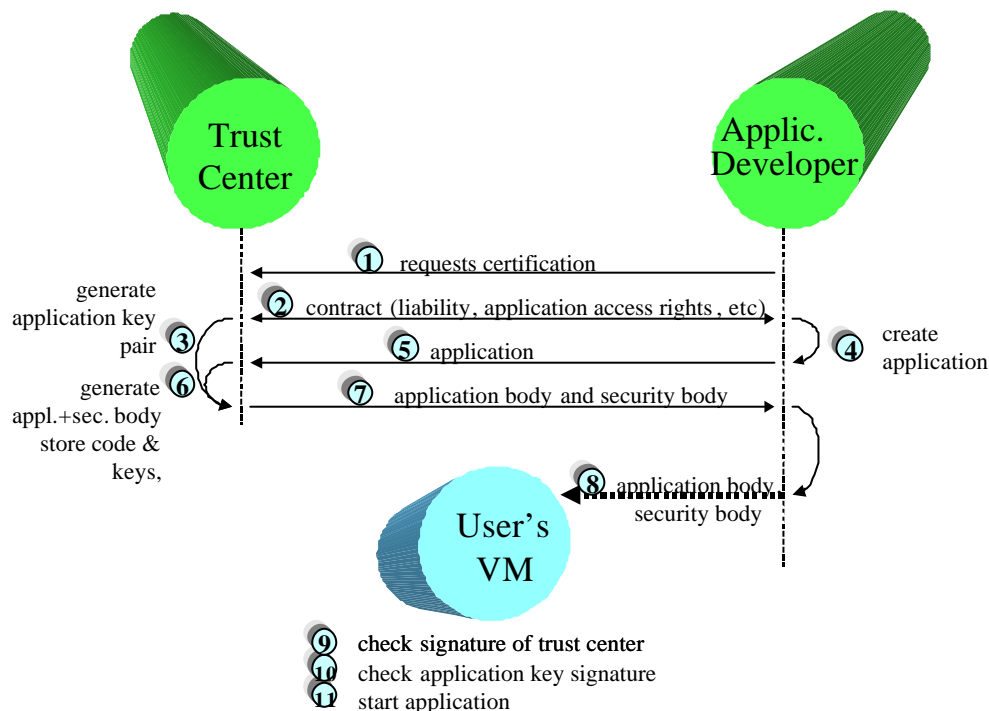 Trust
Center
Applic.
Developer
1 requests certification
2 contract (liability, application access rights, etc)
generate
application key
pair
3
4 create
application
5 application
6 generate
appl.+sec. body
store code &
keys,
7 application body and security body
8 application body
security body
User's
VM
9 check signature of trust center
10 check application key signature
11 start application